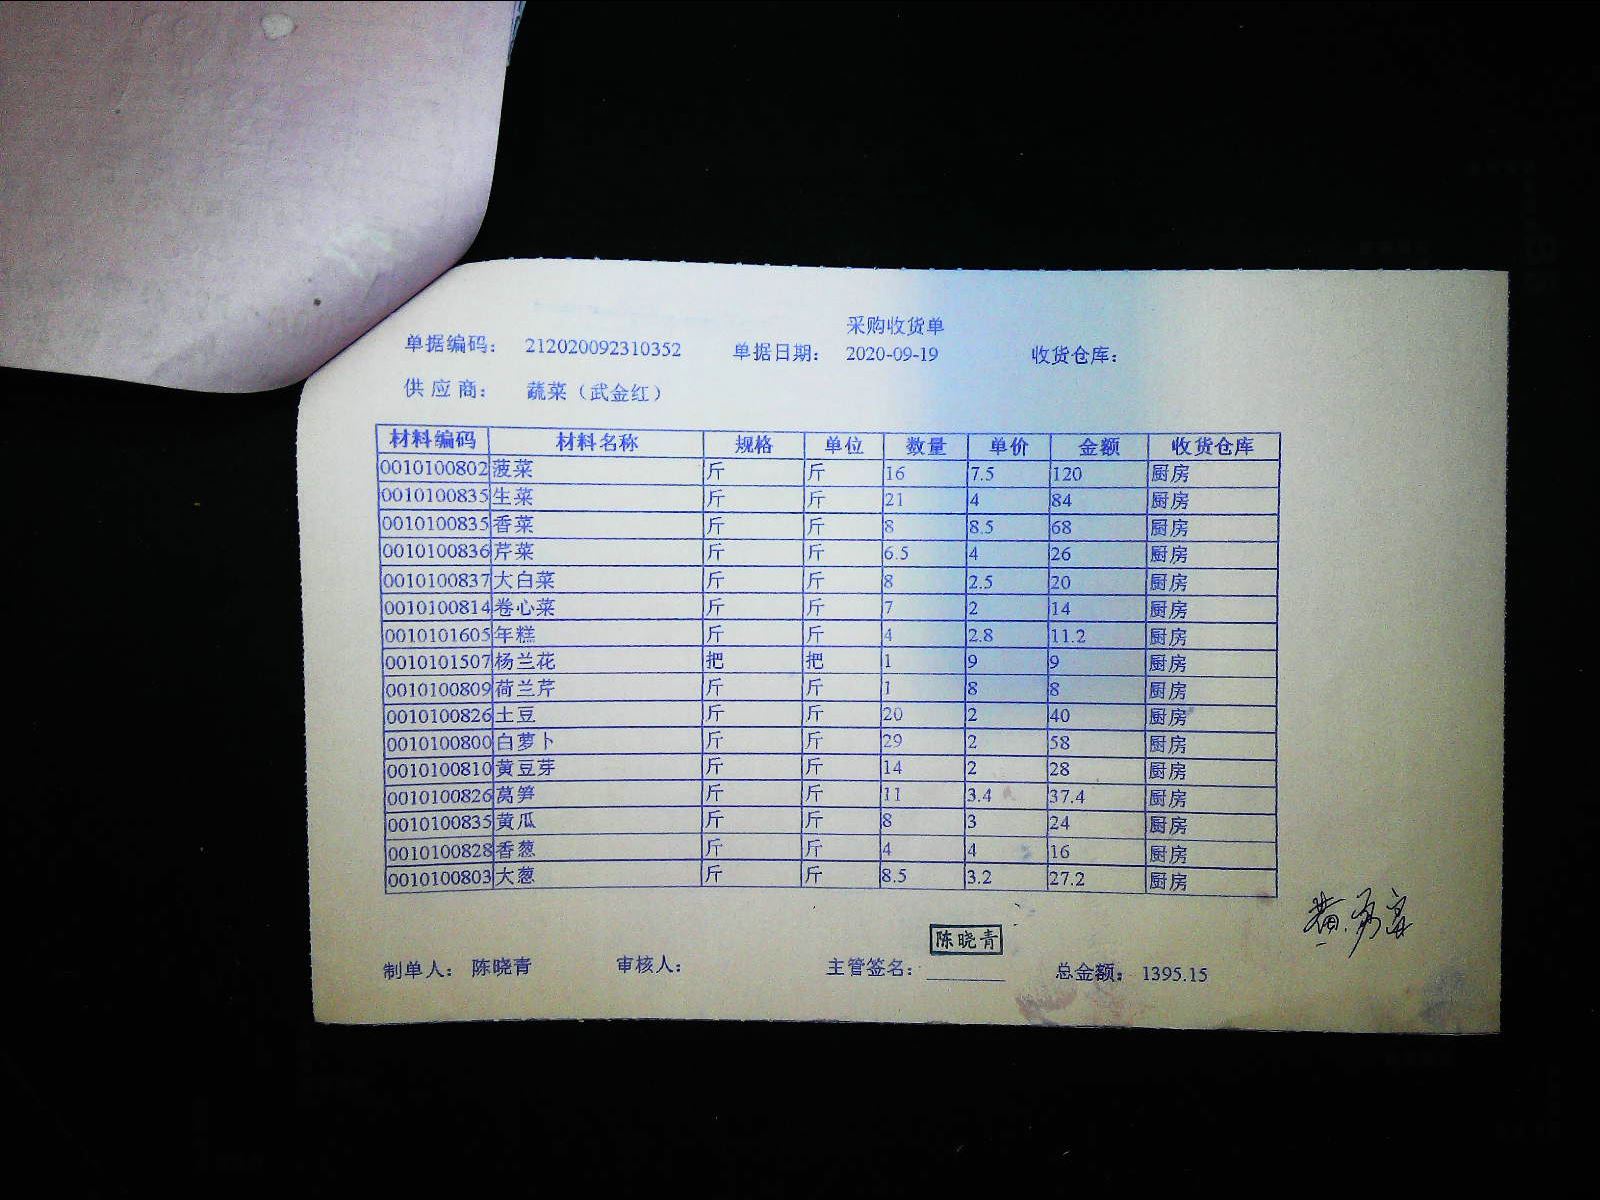 采购收货单
单据编码： 212020092310352 单据日期： 2020-09-19 收货仓库：
供应商： 蔬菜（武金红）
材料编码 材料名称 规格 单位 数量 单价 金额 收货仓库
0010100802 菠菜 斤 斤 16 7.5 120 厨房
0010100835 生菜 斤 斤 21 4 84 厨房
0010100835 香菜 斤 斤 8 8.5 68 厨房
0010100836 芹菜 斤 斤 6.5 4 26 厨房
0010100837 大白菜 斤 斤 8 2.5 20 厨房
0010100814 卷心菜 斤 斤 7 2 14 厨房
0010101605 年糕 斤 斤 4 2.8 11.2 厨房
0010101507 杨兰花 把 把 1 9 9 厨房
0010100809 荷兰芹 斤 斤 1 8 8 厨房
0010100826 土豆 斤 斤 20 2 40 厨房
0010100800 白萝卜 斤 斤 29 2 58 厨房
0010100810 黄豆芽 斤 斤 14 2 28 厨房
0010100826 莴笋 斤 斤 11 3.4 37.4 厨房
0010100835 黄瓜 斤 斤 8 3 24 厨房
0010100828 香葱 斤 斤 4 4 16 厨房
0010100803 大葱 斤 斤 8.5 3.2 27.2 厨房
陈晓青
制单人： 陈晓青 审核人： 主管签名： 总金额： 1395.15